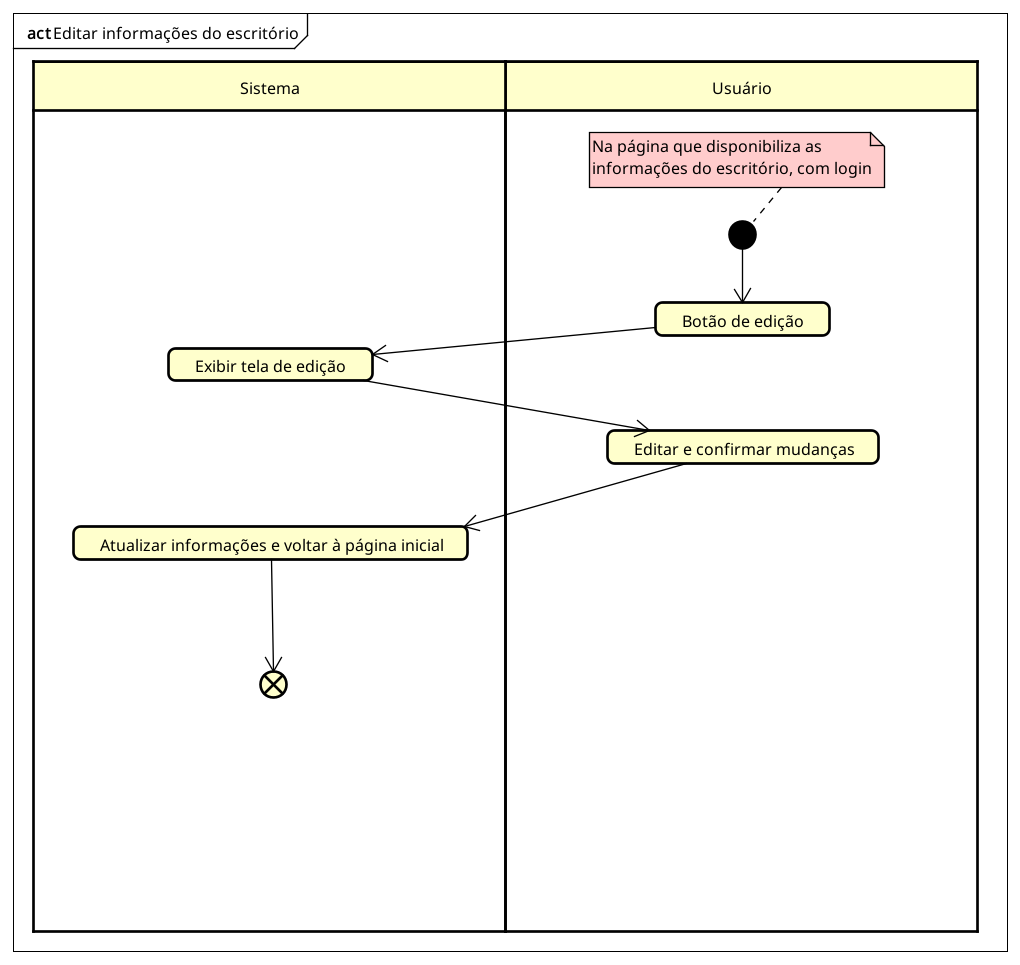 act Editar informações do escritório
Sistema
Usuário
Na página que disponibiliza as
informações do escritório, com login
Botão de edição
Exibir tela de edição
Editar e confirmar mudanças
Atualizar informações e voltar à página inicial